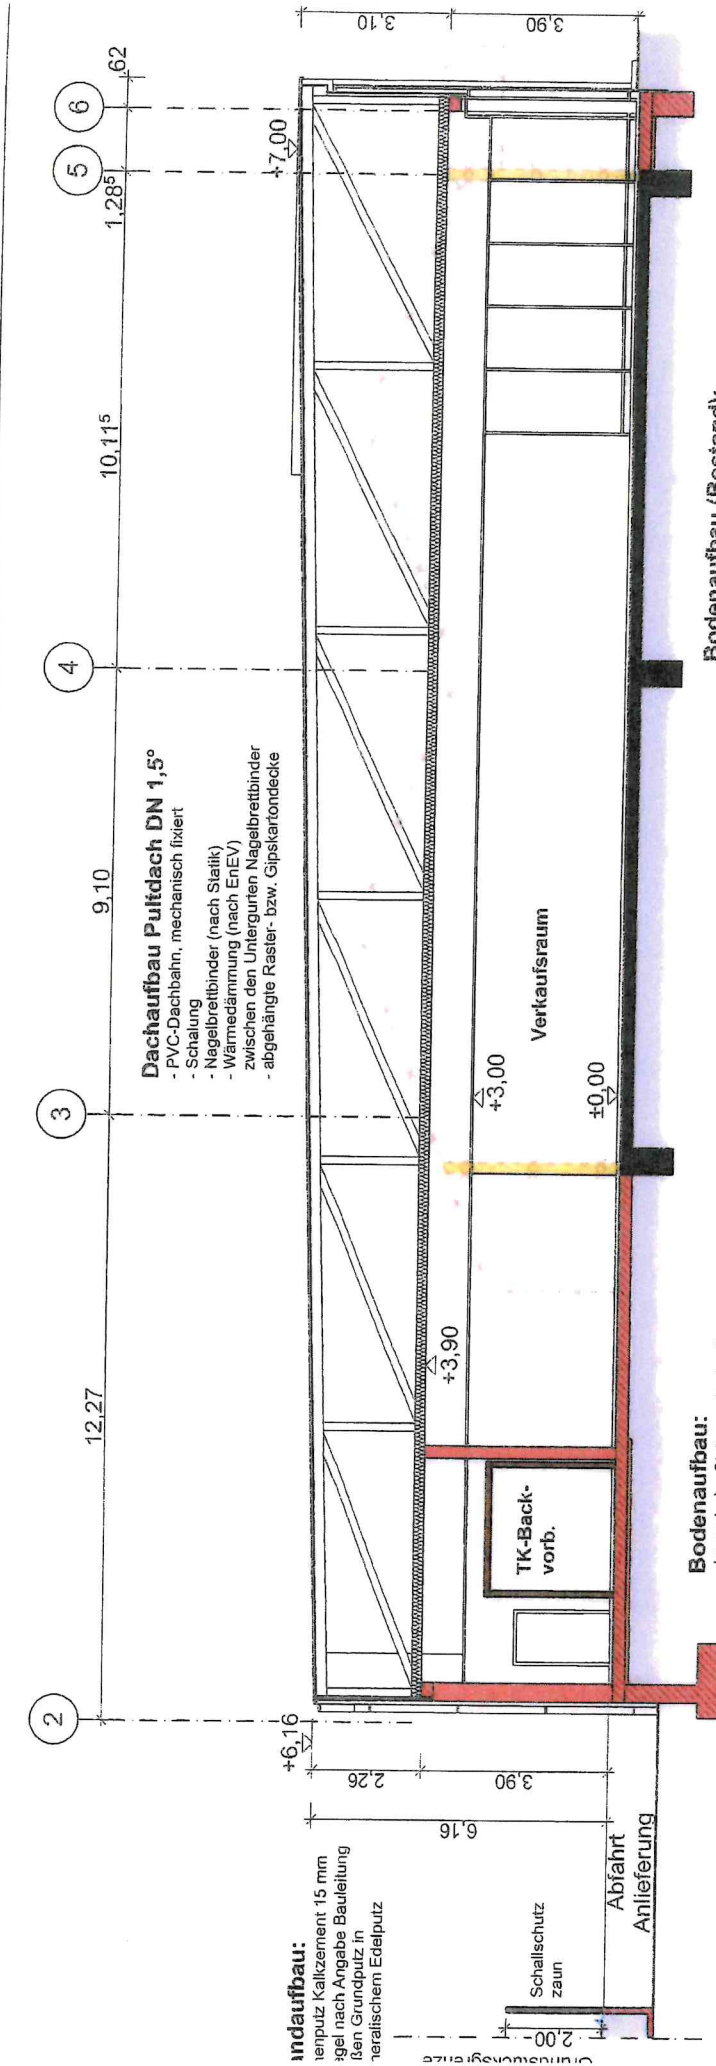 2
3
4
5
6
12,27
9,10
10,11⁵
1,28⁵
62
Dachaufbau Pultdach DN 1,5°
- PVC-Dachbahn, mechanisch fixiert
- Schalung
- Nagelbrettbinder (nach Statik)
- Wärmedämmung (nach EnEV)
zwischen den Untergurten Nagelbrettbinder
- abgehängte Raster- bzw. Gipskartondecke
+6,16
+7,00
3,10
3,90
2,26
3,90
6,16
+3,90
+3,00
±0,00
Verkaufsraum
TK-Back-
vorb.
ndaufbau:
enputz Kalkzement 15 mm
egel nach Angabe Bauleitung
ßen Grundputz in
neralischem Edelputz
Schallschutz
zaun
2,00
Abfahrt
Anlieferung
Grundstücksgrenze
Bodenaufbau:
Bodenaufbau (Bestand):